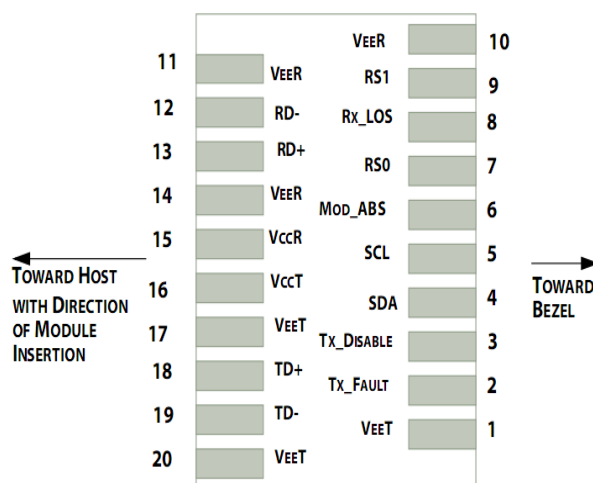 VEER 10
11 VEER
RS1 9
12 RD-
RX_LOS 8
13 RD+
RS0 7
14 VEER
MOD_ABS 6
15 VCCR
SCL 5
TOWARD HOST
WITH DIRECTION
OF MODULE
INSERTION
16 VCCT
SDA 4
TOWARD
BEZEL
17 VEET
TX_DISABLE 3
18 TD+
TX_FAULT 2
19 TD-
VEET 1
20 VEET